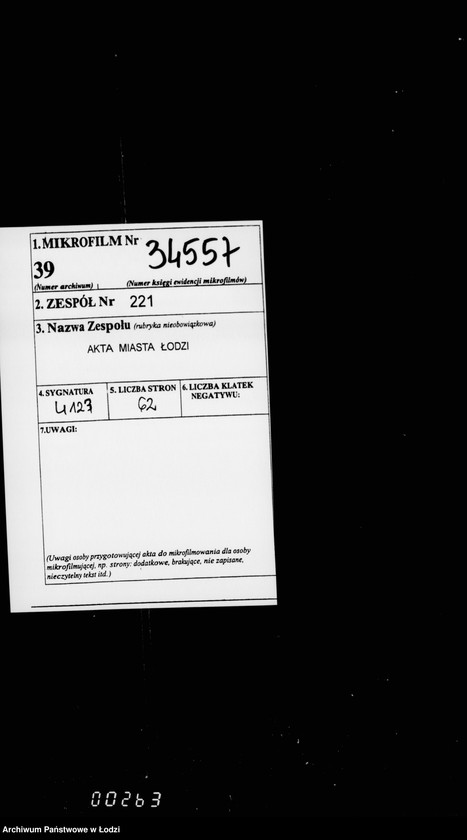 1. MIKROFILM Nr 34557
39
(Numer archiwum) (Numer księgi ewidencji mikrofilmów)
2. ZESPÓŁ Nr 221
3. Nazwa Zespołu (rubryka nieobowiązkowa)
AKTA MIASTA ŁODZI
4. SYGNATURA 5. LICZBA STRON 6. LICZBA KLATEK
NEGATYWU:
4127 62
7.UWAGI:
(Uwagi osoby przygotowującej akta do mikrofilmowania dla osoby
mikrofilmującej, np. strony: dodatkowe, brakujące, nie zapisane,
nieczytelny tekst itd.)
00263
Archiwum Państwowe w Łodzi